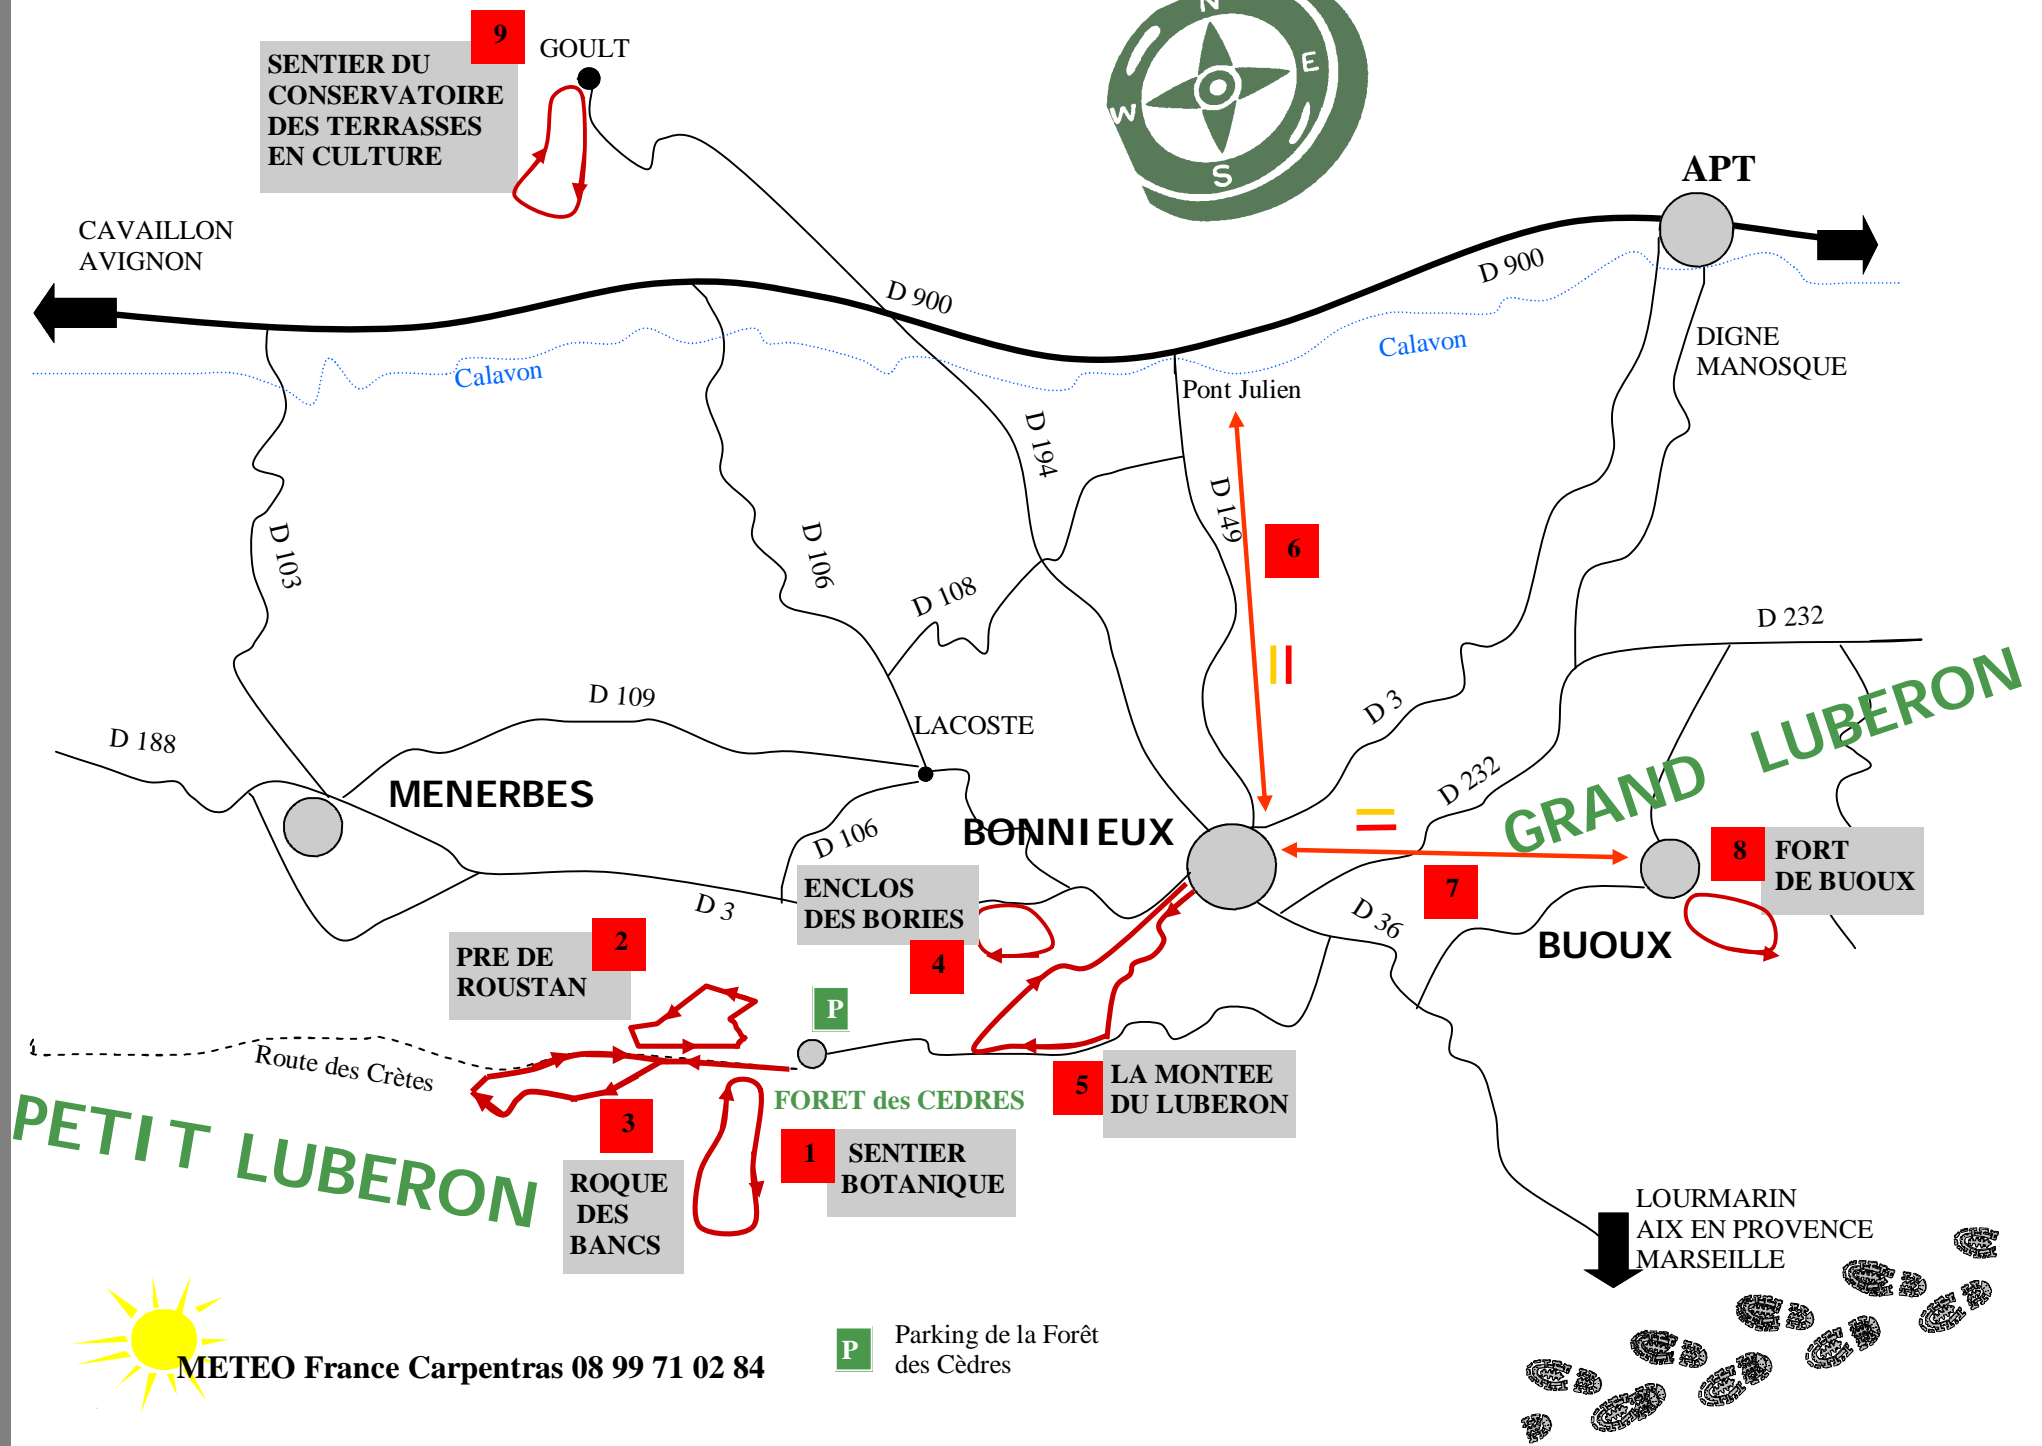 N
E
S
W
9
GOULT
SENTIER DU
CONSERVATOIRE
DES TERRASSES
EN CULTURE
APT
CAVAILLON
AVIGNON
D 900
D 900
Calavon
Calavon
DIGNE
MANOSQUE
Pont Julien
D 103
D 106
D 194
D 149
6
D 108
D 232
D 188
D 109
LACOSTE
D 3
D 232
GRAND LUBERON
MENERBES
BONNIEUX
D 106
8
FORT
DE BUOUX
7
ENCLOS
DES BORIES
4
D 3
D 36
BUOUX
2
PRE DE
ROUSTAN
P
Route des Crètes
FORET des CEDRES
5
LA MONTEE
DU LUBERON
PETIT LUBERON
3
ROQUE
DES
BANCS
1
SENTIER
BOTANIQUE
LOURMARIN
AIX EN PROVENCE
MARSEILLE
METEO France Carpentras 08 99 71 02 84
P
Parking de la Forêt
des Cèdres